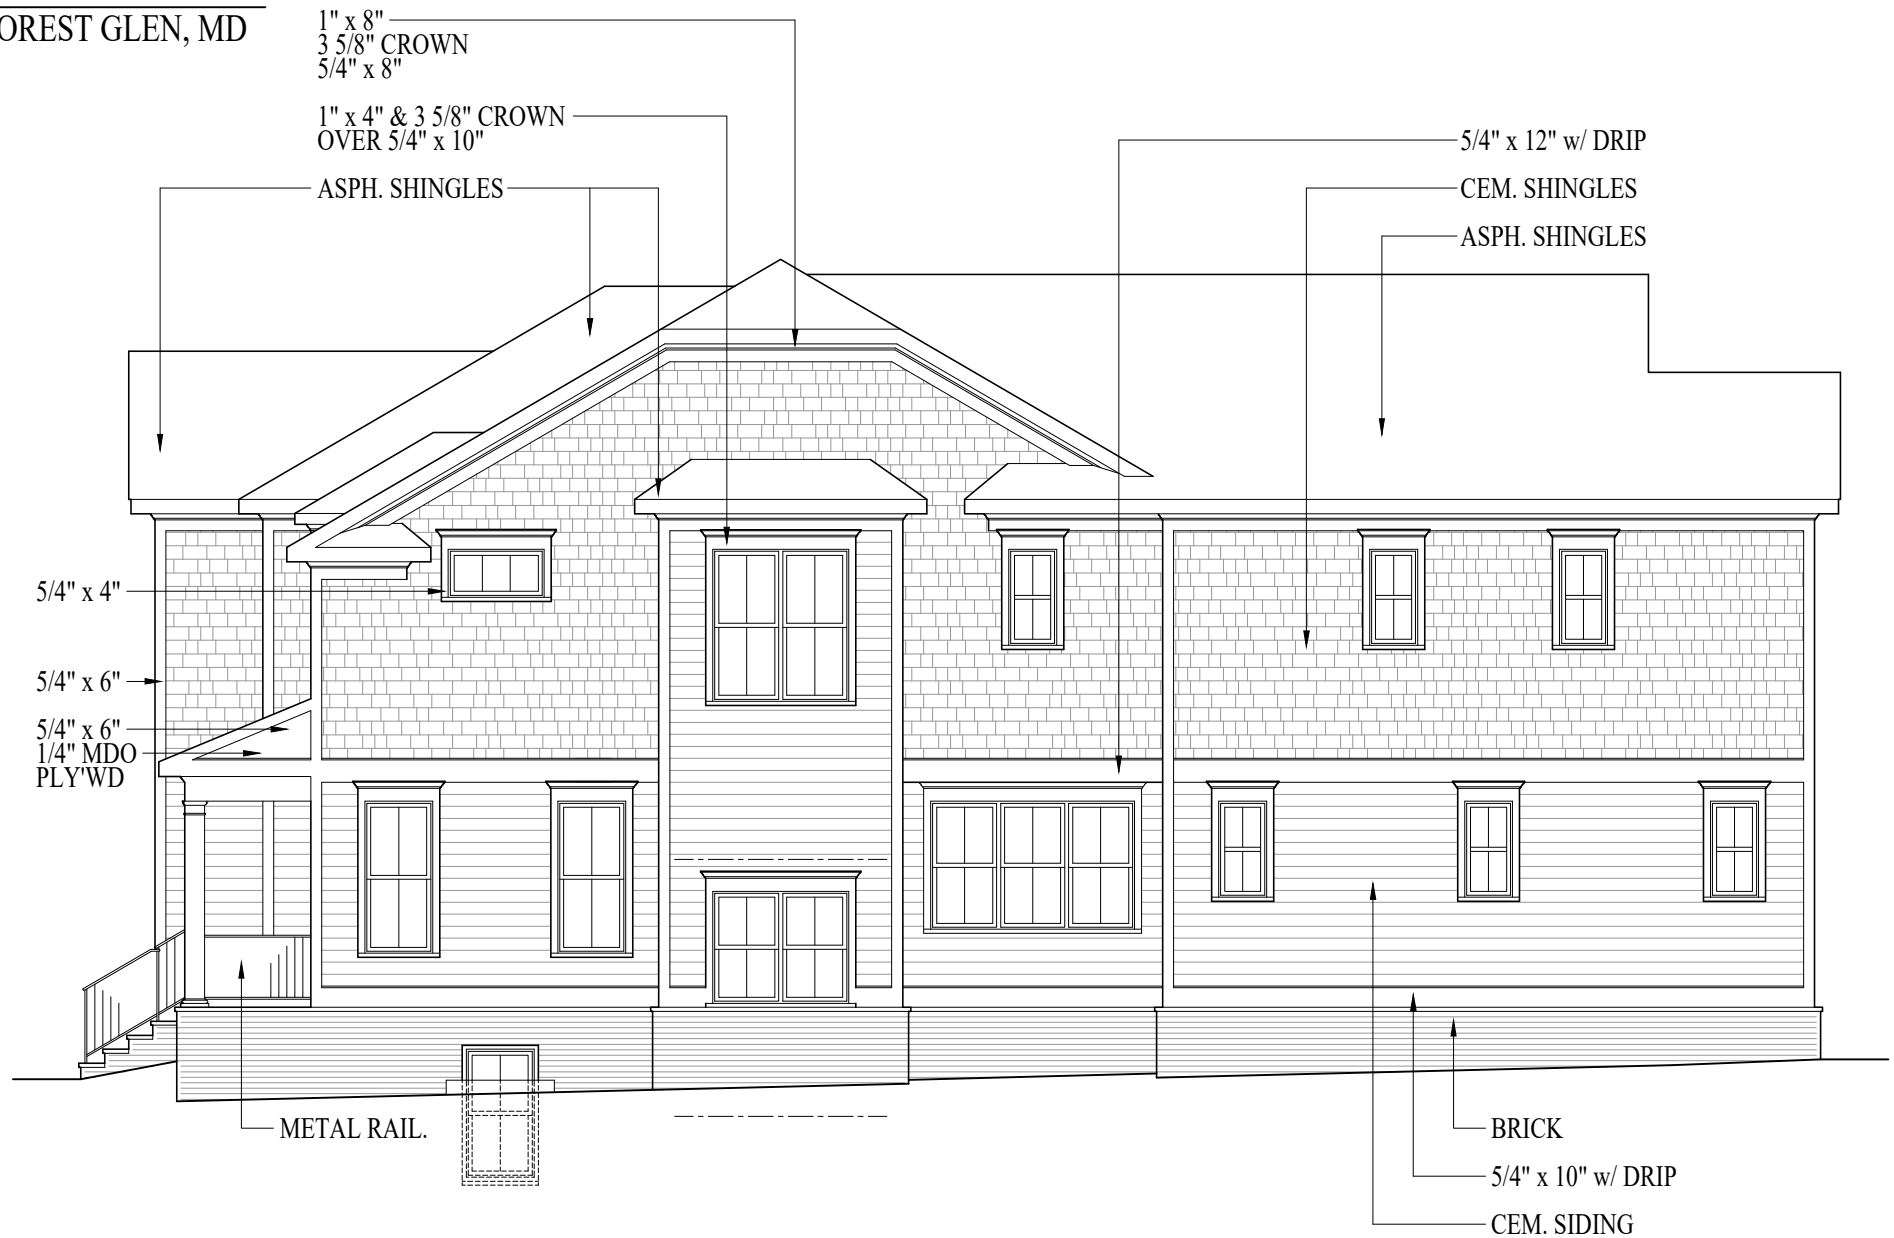 OREST GLEN, MD
1" x 8"
3 5/8" CROWN
5/4" x 8"
1" x 4" & 3 5/8" CROWN
OVER 5/4" x 10"
ASPH. SHINGLES
5/4" x 12" w/ DRIP
CEM. SHINGLES
ASPH. SHINGLES
5/4" x 4"
5/4" x 6"
5/4" x 6"
1/4" MDO
PLY'WD
METAL RAIL.
BRICK
5/4" x 10" w/ DRIP
CEM. SIDING